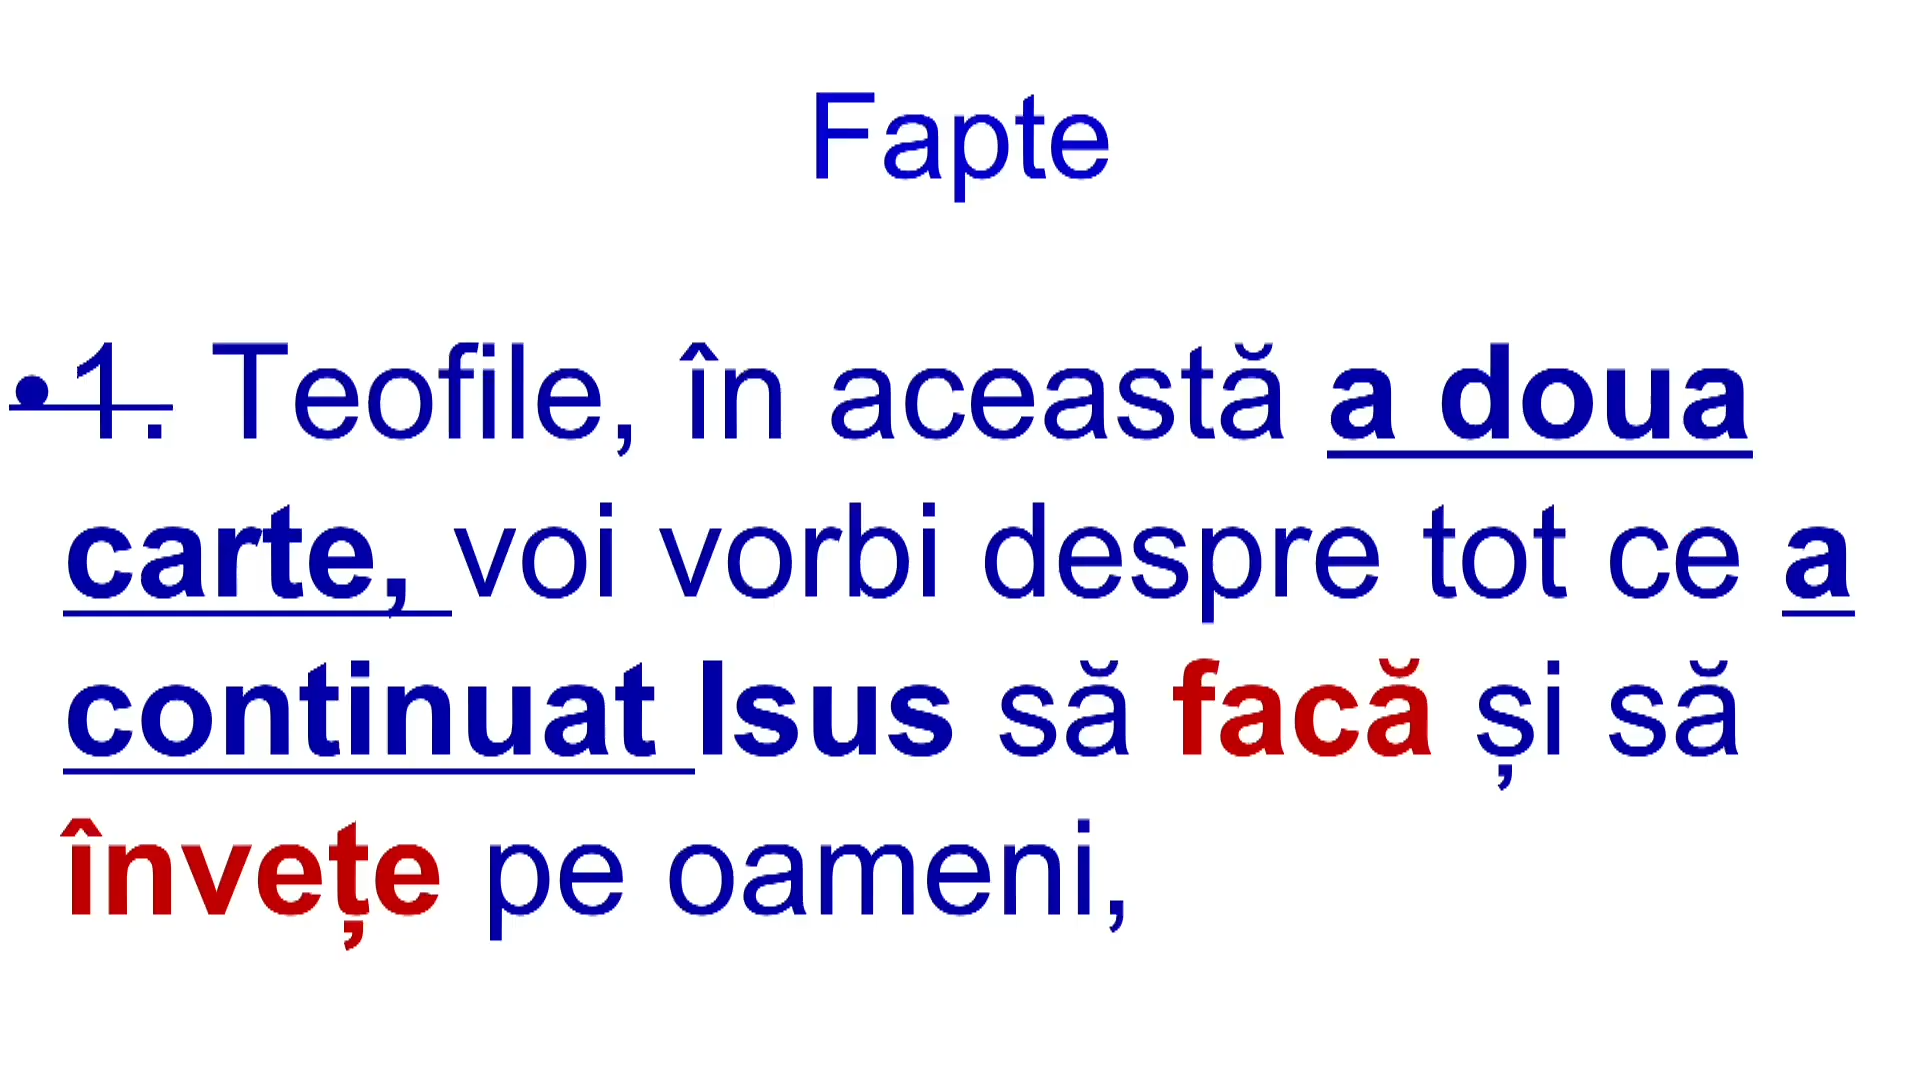 Fapte
•1. Teofile, în această a doua
carte, voi vorbi despre tot ce a
continuat Isus să facă și să
învețe pe oameni,